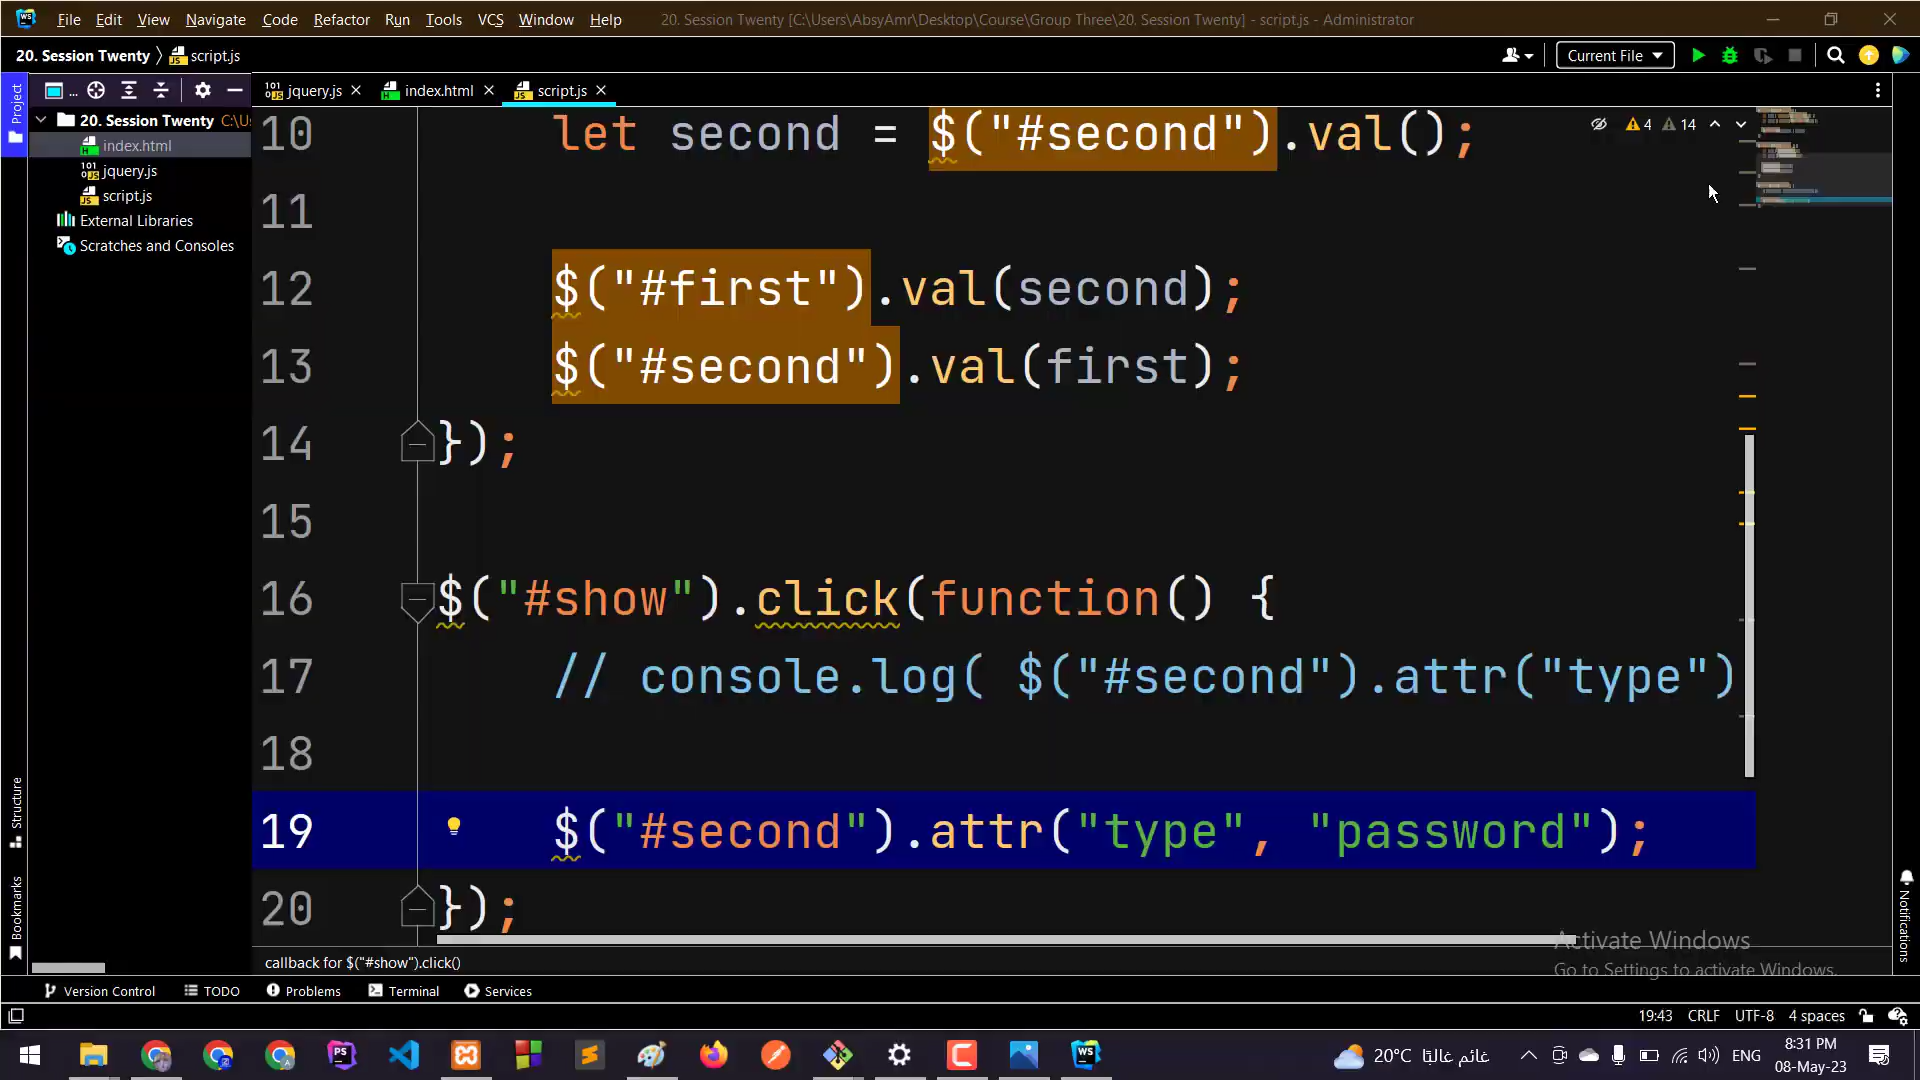 File Edit View Navigate Code Refactor Run Tools VCS Window Help 20. Session Twenty [C:\Users\AbsyAmr\Desktop\Course\Group Three\20. Session Twenty] - script.js - Administrator
20. Session Twenty script.js Current File
Project ... jquery.js index.html script.js
20. Session Twenty C:\U
index.html
jquery.js
script.js
External Libraries
Scratches and Consoles
4 14
10 let second = $("#second").val();
11
12 $("#first").val(second);
13 $("#second").val(first);
14 });
15
16 $("#show").click(function() {
17 // console.log( $("#second").attr("type")
18
19 $("#second").attr("type", "password");
20 });
Structure
Bookmarks
Notifications
Activate Windows
Go to Settings to activate Windows.
callback for $("#show").click()
Version Control TODO Problems Terminal Services
19:43 CRLF UTF-8 4 spaces
20°C غائم غالبًا ENG 8:31 PM
08-May-23